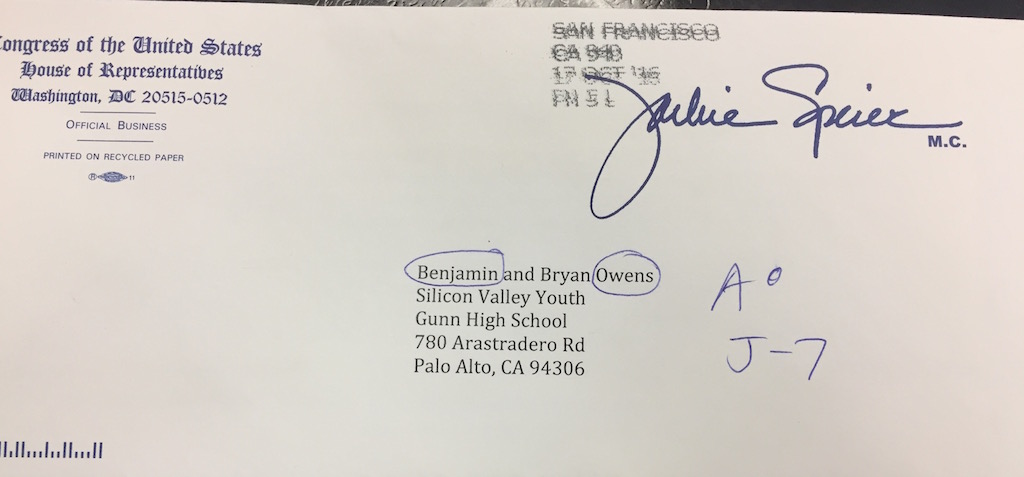 Congress of the United States
House of Representatives
Washington, DC 20515-0512
OFFICIAL BUSINESS
PRINTED ON RECYCLED PAPER
SAN FRANCISCO
CA 940
17 OCT '16
PM 5 L
Jackie Speier
M.C.
Benjamin and Bryan Owens
Silicon Valley Youth
Gunn High School
780 Arastradero Rd
Palo Alto, CA 94306
A°
J-7